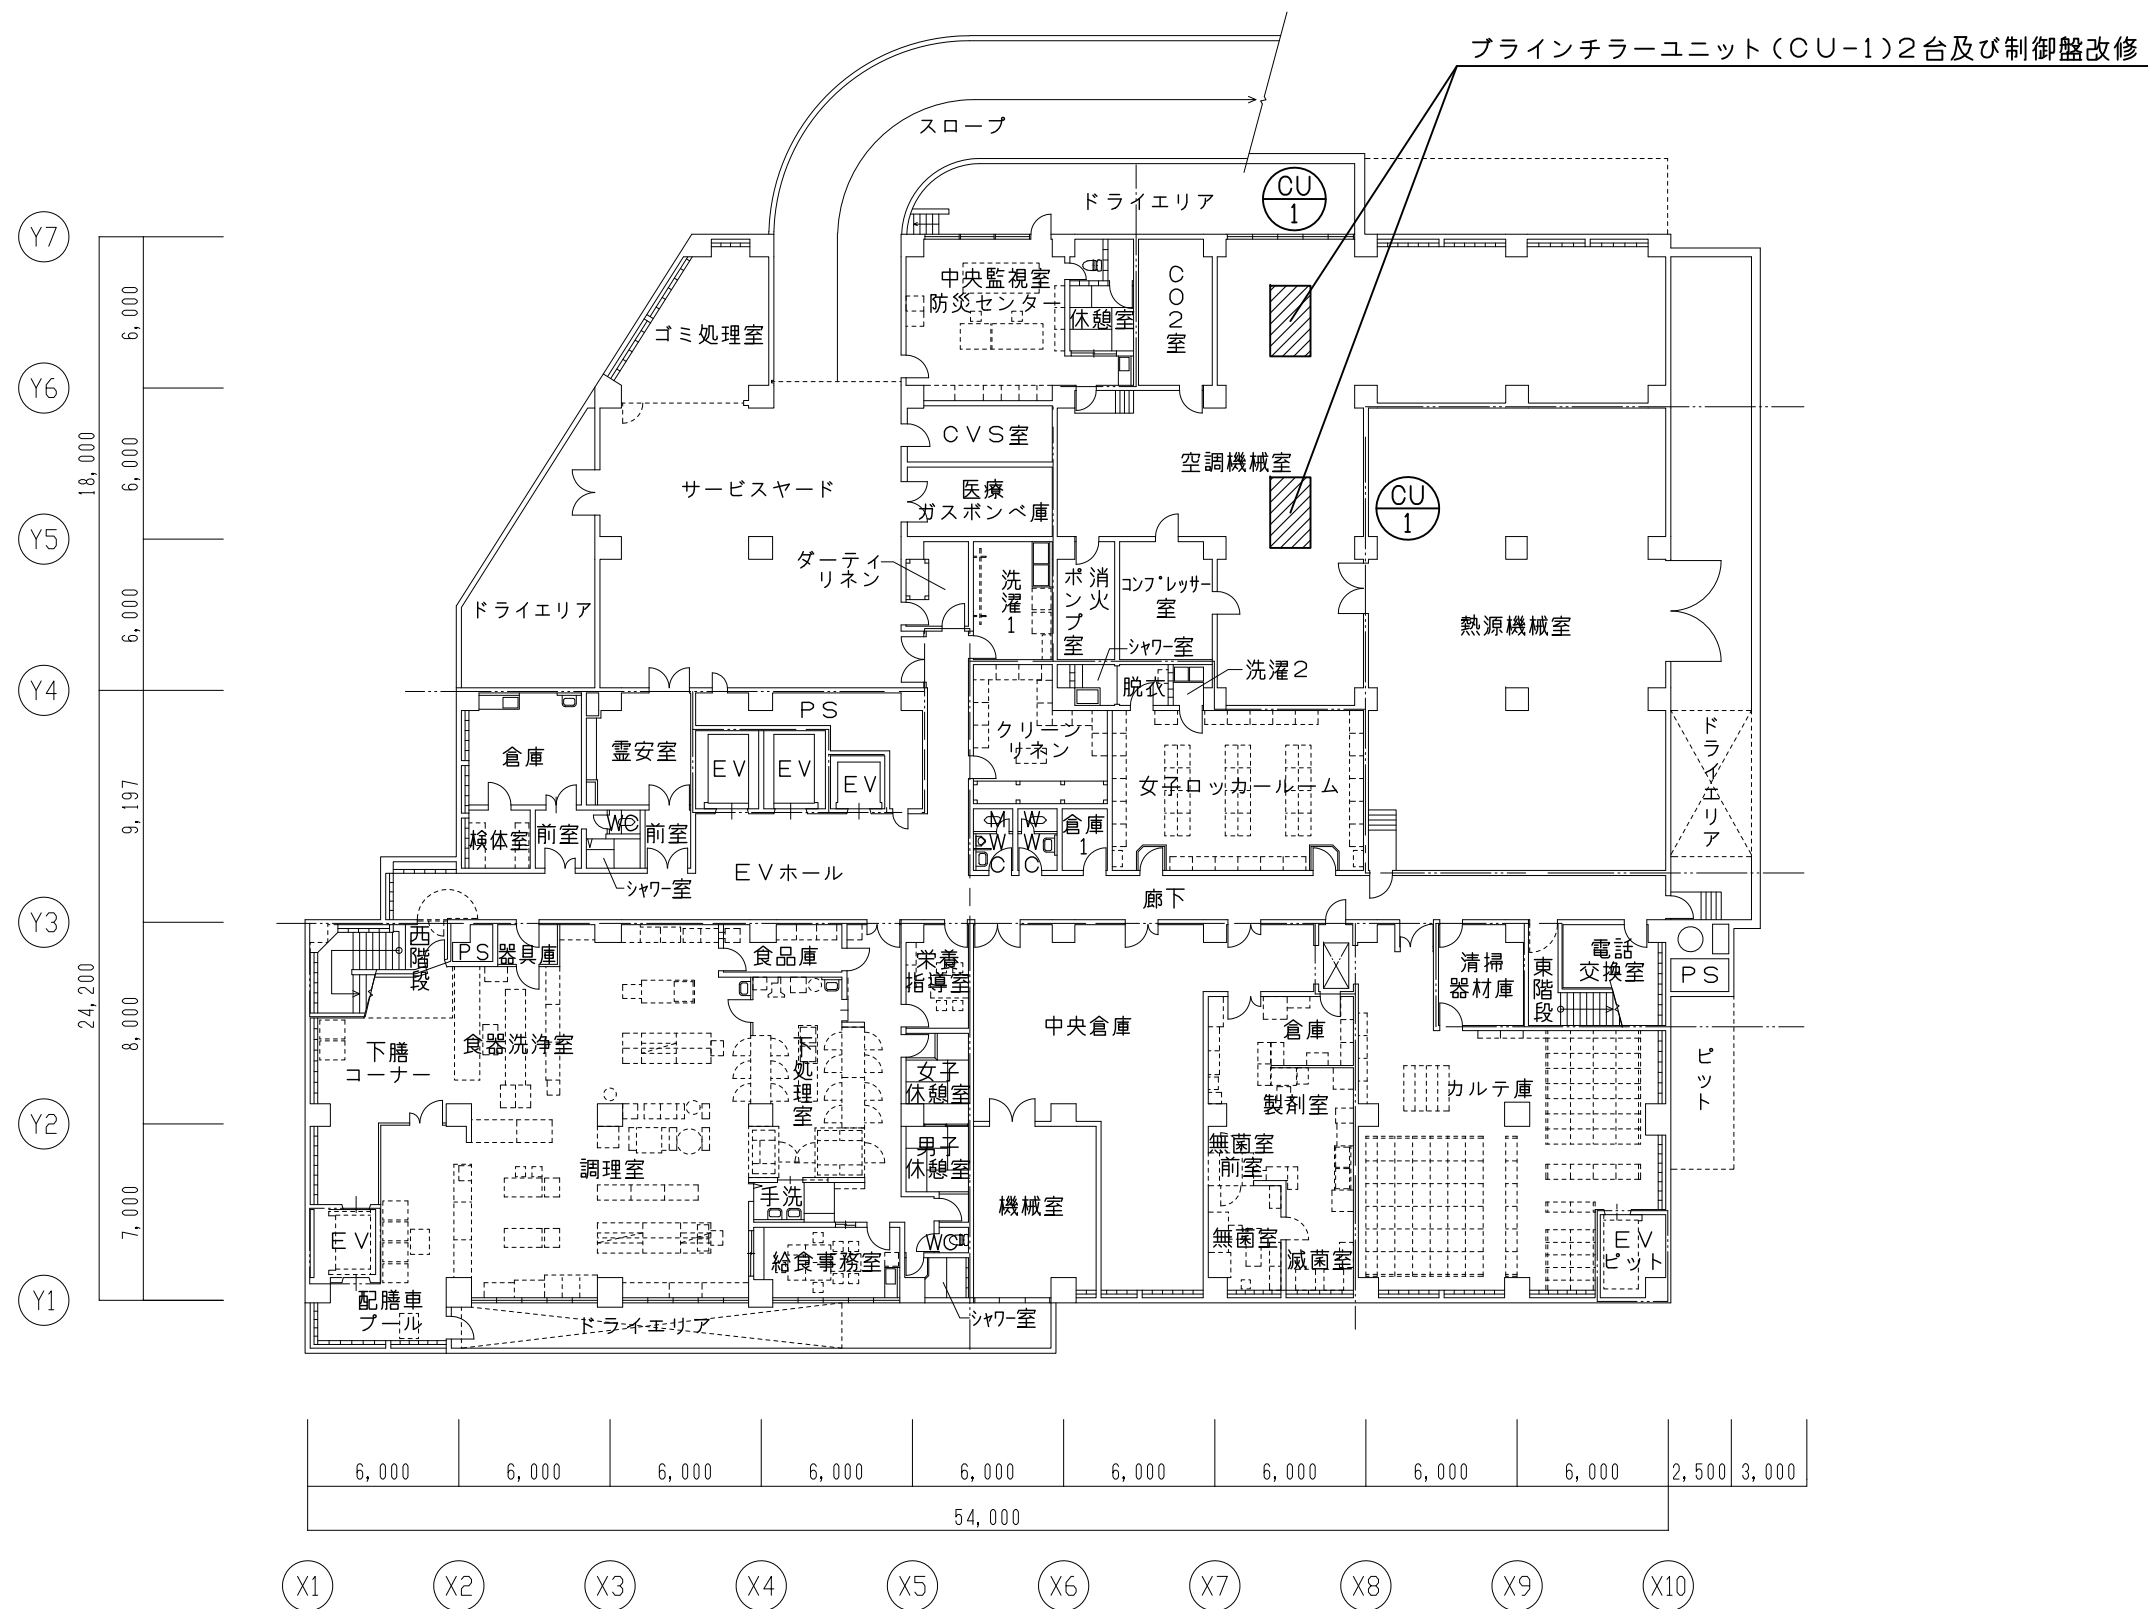 ブラインチラーユニット(CU-1)2台及び制御盤改修
スロープ
ドライエリア
CU
1
Y7
中央監視室
防災センター
休憩室
CO2室
ゴミ処理室
6,000
Y6
CVS室
空調機械室
18,000
6,000
サービスヤード
医療
ガスボンベ庫
CU
1
Y5
ダーティ
リネン
洗濯1
消火
ポンプ室
コンプレッサー
室
ドライエリア
6,000
熱源機械室
シャワー室
洗濯2
脱衣
Y4
PS
倉庫
霊安室
EV
EV
EV
クリーン
リネン
女子ロッカールーム
ドライエリア
9,197
検体室
前室
WC
前室
MWC
WWC
倉庫
1
シャワー室
EVホール
廊下
Y3
西階段
PS
器具庫
食品庫
栄養
指導室
清掃
器材庫
東階段
電話
交換室
PS
24,200
8,000
下膳
コーナー
食器洗浄室
下処理室
中央倉庫
倉庫
ピット
女子
休憩室
カルテ庫
製剤室
Y2
男子
休憩室
無菌室
前室
調理室
手洗
機械室
7,000
EV
WC
無菌室
滅菌室
給食事務室
EV
ピット
Y1
配膳車
プール
ドライエリア
シャワー室
6,000 6,000 6,000 6,000 6,000 6,000 6,000 6,000 6,000 2,500 3,000
54,000
X1 X2 X3 X4 X5 X6 X7 X8 X9 X10